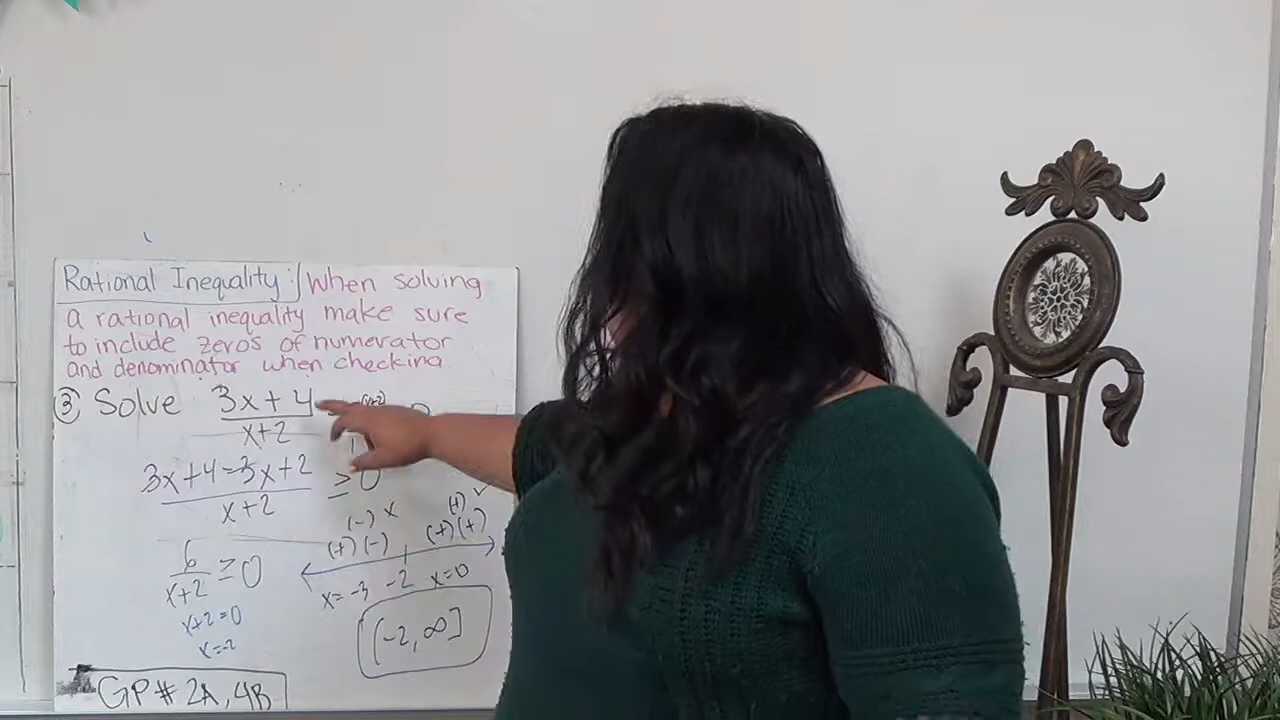 Rational Inequality: When solving
a rational inequality make sure
to include zeros of numerator
and denominator when checking
③ Solve 3x+4
x+2
3x+4-3x+2
x+2
≥0
6
x+2
≥0
x+2=0
x=-2
(-) x
(+)(-)
(+) ✓
(+)(+)
x=-3 -2 x=0
(-2, ∞]
GP# 2A, 4B